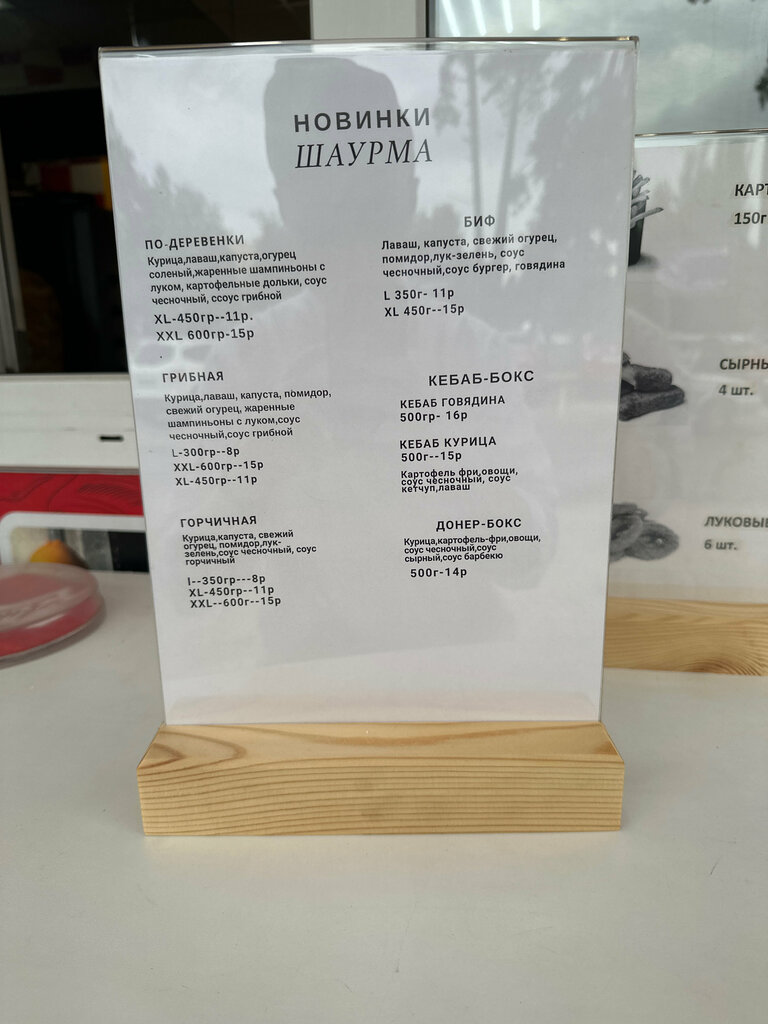 НОВИНКИ
ШАУРМА
ПО-ДЕРЕВЕНКИ
Курица,лаваш,капуста,огурец
соленый,жаренные шампиньоны с
луком, картофельные дольки, соус
чесночный, ссоус грибной
XL-450гр--11р.
XXL 600гр-15р
.
ГРИБНАЯ
Курица,лаваш, капуста, помидор,
свежий огурец, жаренные
шампиньоны с луком,соус
чесночный,соус грибной
L-300гр--8р
XXL-600гр--15р
XL-450гр--11р
ГОРЧИЧНАЯ
Курица,капуста, свежий
огурец, помидор,лук-
зелень,соус чесночный, соус
горчичный
l--350гр---8р
XL-450гр--11р
XXL--600г--15р
БИФ
Лаваш, капуста, свежий огурец,
помидор,лук-зелень, соус
чесночный,соус бургер, говядина
L 350г- 11р
XL 450г--15р
КЕБАБ-БОКС
КЕБАБ ГОВЯДИНА
500гр- 16р
КЕБАБ КУРИЦА
500г--15р
Картофель фри,овощи,
соус чесночный, соус
кетчуп,лаваш
ДОНЕР-БОКС
Курица,картофель-фри,овощи,
соус чесночный,соус
сырный,соус барбекю
500г-14р
КАРТ
150г
СЫРНЫ
4 шт.
ЛУКОВЫЕ
6 шт.